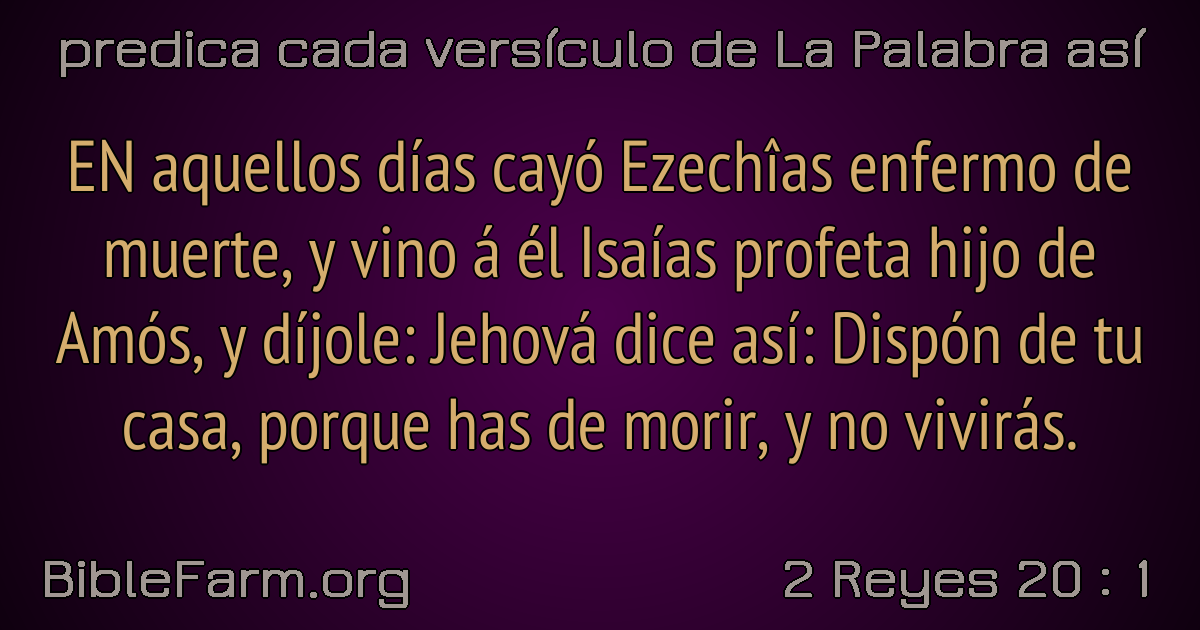 predica cada versículo de La Palabra así
EN aquellos días cayó Ezechîas enfermo de
muerte, y vino á él Isaías profeta hijo de
Amós, y díjole: Jehová dice así: Dispón de tu
casa, porque has de morir, y no vivirás.
BibleFarm.org
2 Reyes 20 : 1